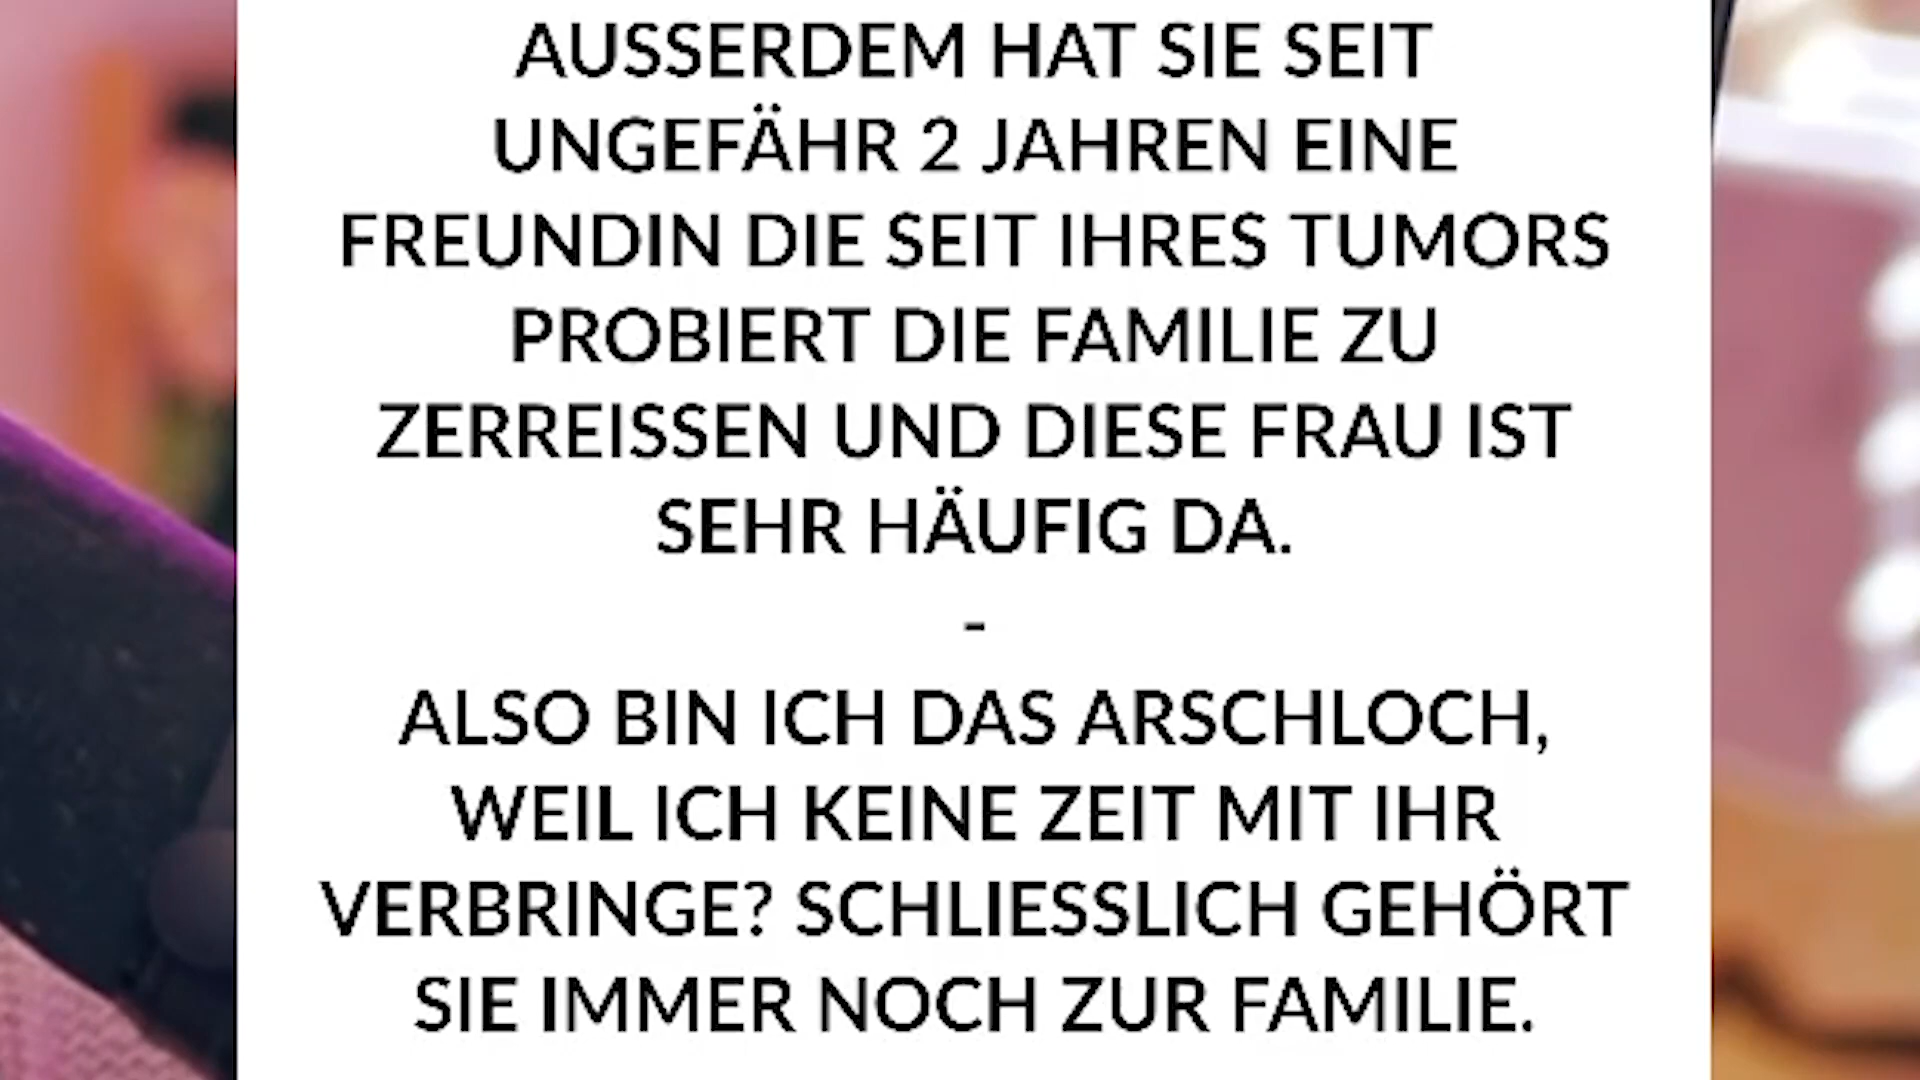 AUSSERDEM HAT SIE SEIT
UNGEFÄHR 2 JAHREN EINE
FREUNDIN DIE SEIT IHRES TUMORS
PROBIERT DIE FAMILIE ZU
ZERREISSEN UND DIESE FRAU IST
SEHR HÄUFIG DA.
-
ALSO BIN ICH DAS ARSCHLOCH,
WEIL ICH KEINE ZEIT MIT IHR
VERBRINGE? SCHLIESSLICH GEHÖRT
SIE IMMER NOCH ZUR FAMILIE.